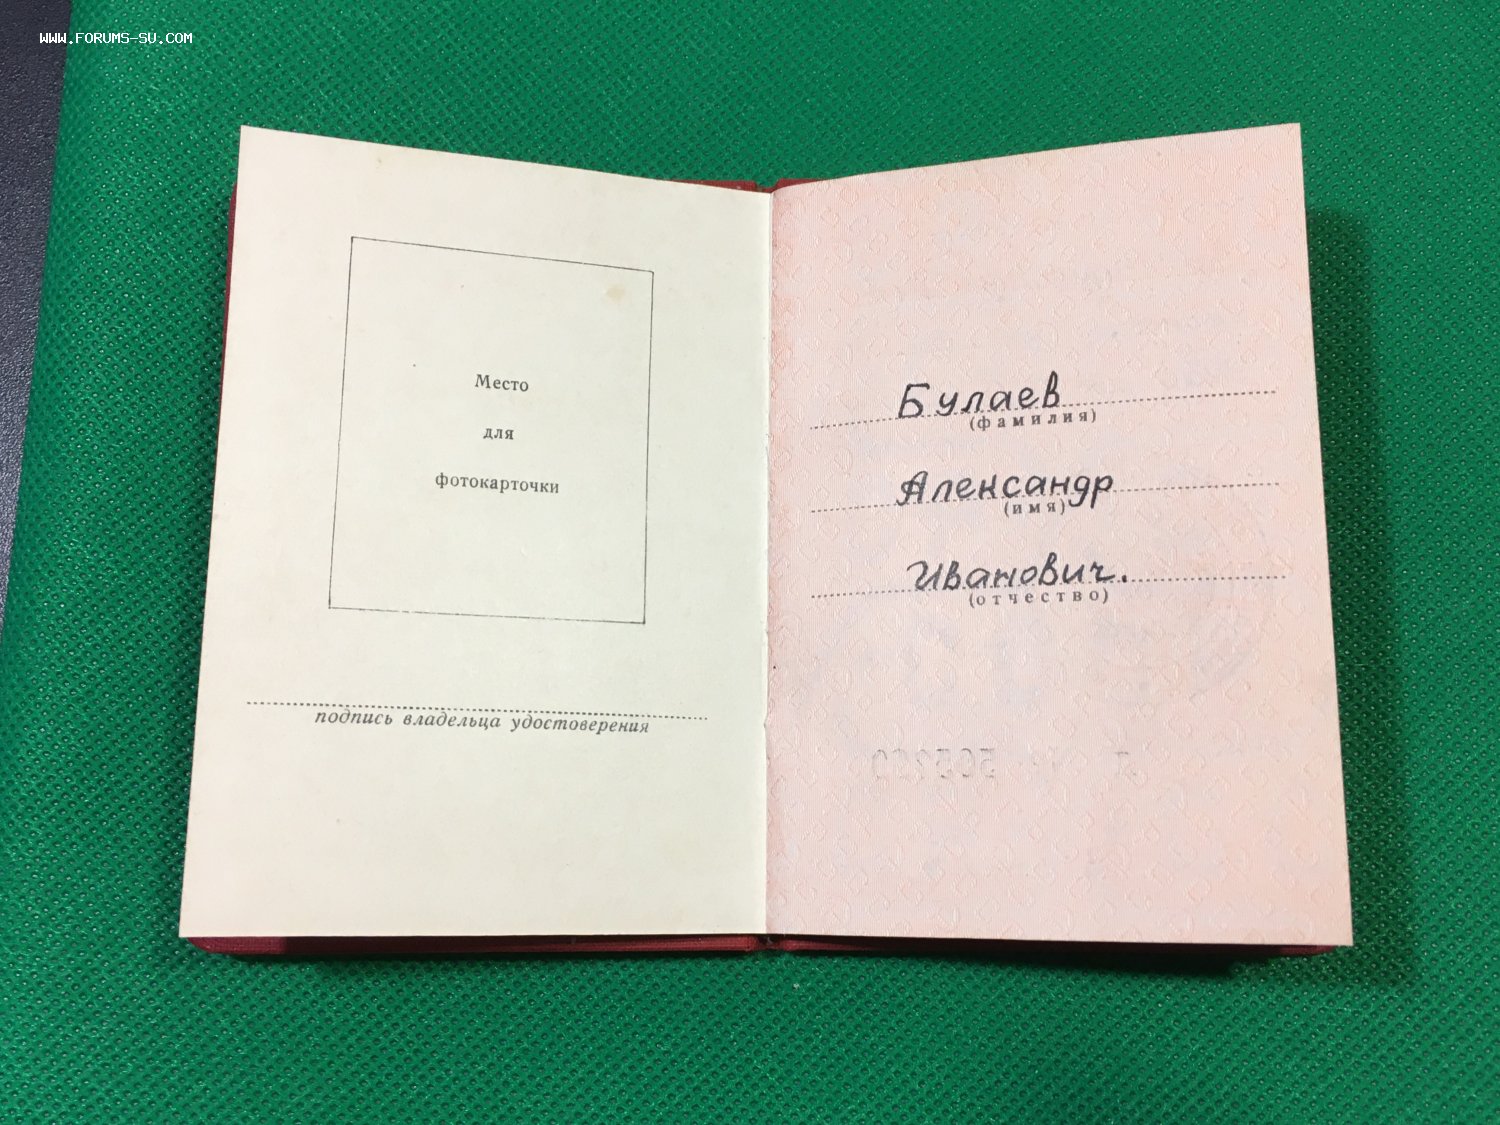 WWW.FORUMS-SU.COM
Место
для
фотокарточки
подпись владельца удостоверения
Булаев
(фамилия)
Александр
(имя)
Иванович.
(отчество)